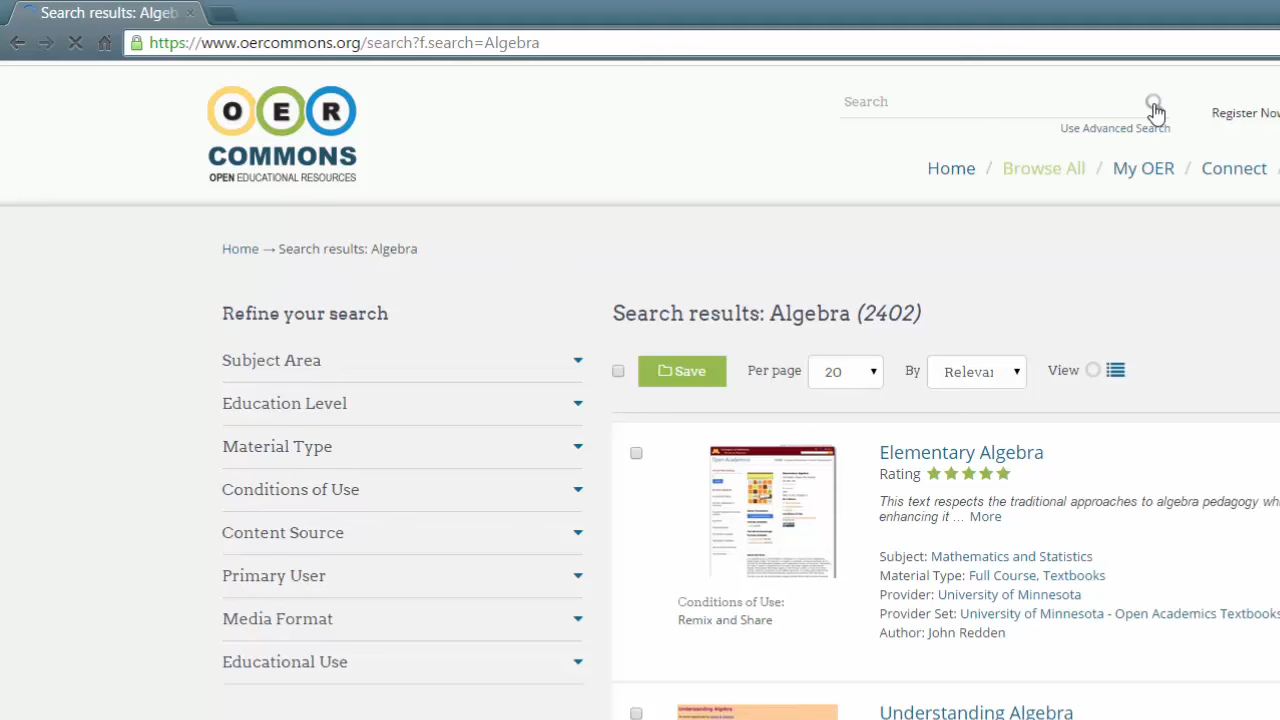 Search results: Algeb
https://www.oercommons.org/search?f.search=Algebra
O E R
COMMONS
OPEN EDUCATIONAL RESOURCES
Search
Use Advanced Search
Register Now
Home / Browse All / My OER / Connect /
Home → Search results: Algebra
Refine your search
Subject Area
Education Level
Material Type
Conditions of Use
Content Source
Primary User
Media Format
Educational Use
Search results: Algebra (2402)
Save
Per page 20
By Relevan
View
Elementary Algebra
Rating
This text respects the traditional approaches to algebra pedagogy whi
enhancing it ... More
Subject: Mathematics and Statistics
Material Type: Full Course, Textbooks
Provider: University of Minnesota
Provider Set: University of Minnesota - Open Academics Textbooks
Author: John Redden
Conditions of Use:
Remix and Share
Understanding Algebra
Understanding Algebra